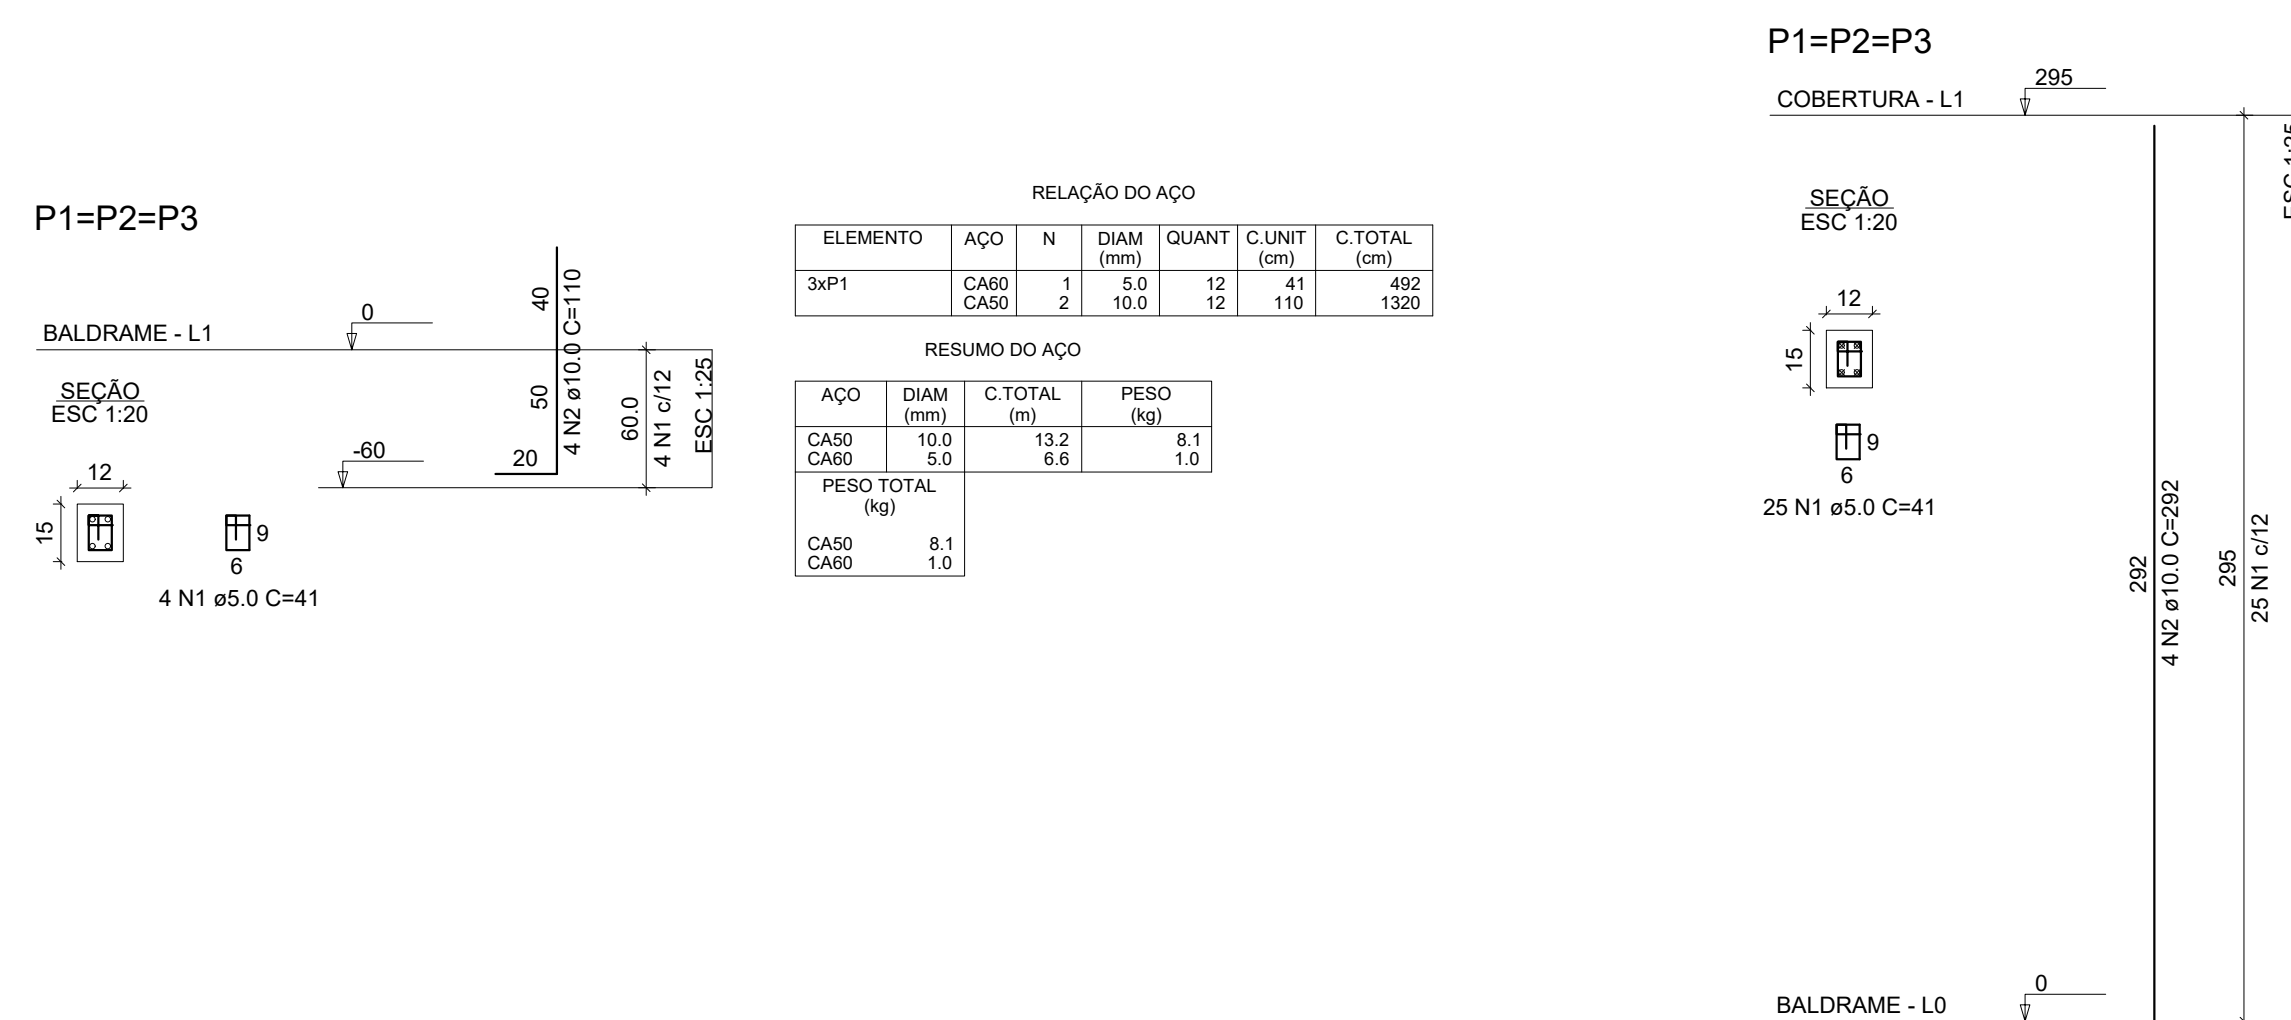 P1=P2=P3
BALDRAME - L1
0
SEÇÃO
ESC 1:20
-60
12
15
9
6
4 N1 ø5.0 C=41
40
50
20
4 N2 ø10.0 C=110
60.0
4 N1 c/12
ESC 1:25
RELAÇÃO DO AÇO
ELEMENTO AÇO N DIAM QUANT C.UNIT C.TOTAL
(mm) (cm) (cm)
3xP1 CA60 1 5.0 12 41 492
CA50 2 10.0 12 110 1320
RESUMO DO AÇO
AÇO DIAM C.TOTAL PESO
(mm) (m) (kg)
CA50 10.0 13.2 8.1
CA60 5.0 6.6 1.0
PESO TOTAL
(kg)
CA50 8.1
CA60 1.0
P1=P2=P3
295
COBERTURA - L1
SEÇÃO
ESC 1:20
12
15
9
6
25 N1 ø5.0 C=41
292
4 N2 ø10.0 C=292
295
25 N1 c/12
ESC 1:25
0
BALDRAME - L0